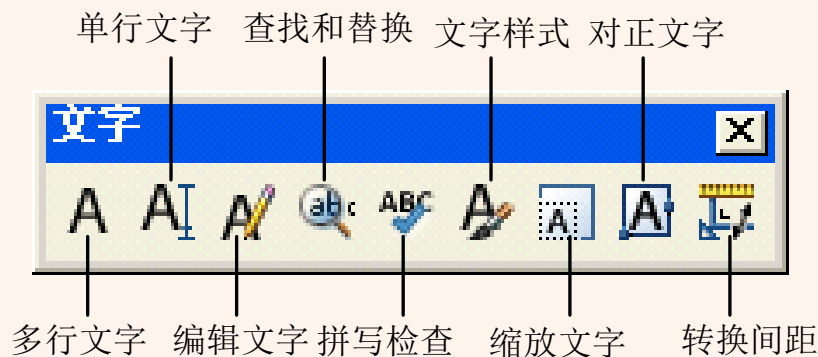 单行文字 查找和替换 文字样式 对正文字
文字
A A A abc ABC A A A
多行文字 编辑文字 拼写检查 缩放文字 转换间距